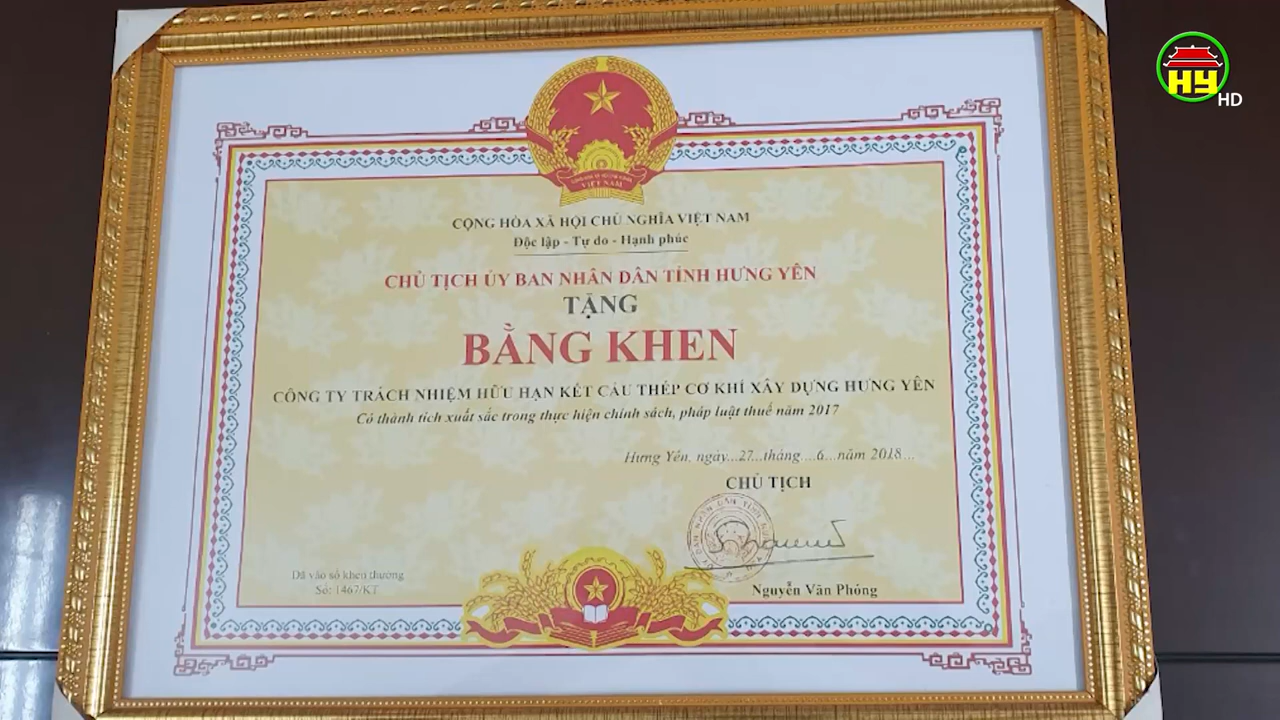 HY HD
VIỆT NAM
CỘNG HÒA XÃ HỘI CHỦ NGHĨA VIỆT NAM
Độc lập - Tự do - Hạnh phúc
CHỦ TỊCH ỦY BAN NHÂN DÂN TỈNH HƯNG YÊN
TẶNG
BẰNG KHEN
CÔNG TY TRÁCH NHIỆM HỮU HẠN KẾT CẤU THÉP CƠ KHÍ XÂY DỰNG HƯNG YÊN
Có thành tích xuất sắc trong thực hiện chính sách, pháp luật thuế năm 2017
Hưng Yên, ngày...27...tháng....6...năm 2018...
CHỦ TỊCH
Đã vào sổ khen thưởng
Số: 1467/KT
Nguyễn Văn Phóng